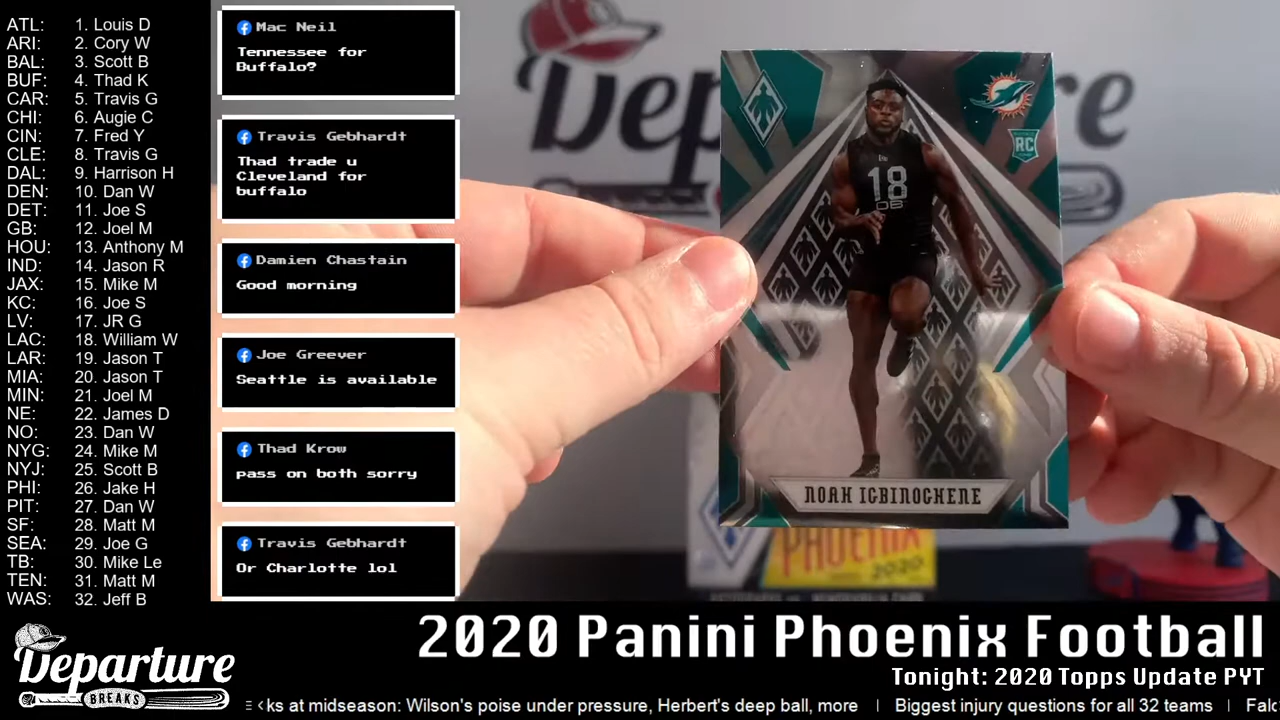 ATL: 1. Louis D
ARI: 2. Cory W
BAL: 3. Scott B
BUF: 4. Thad K
CAR: 5. Travis G
CHI: 6. Augie C
CIN: 7. Fred Y
CLE: 8. Travis G
DAL: 9. Harrison H
DEN: 10. Dan W
DET: 11. Joe S
GB: 12. Joel M
HOU: 13. Anthony M
IND: 14. Jason R
JAX: 15. Mike M
KC: 16. Joe S
LV: 17. JR G
LAC: 18. William W
LAR: 19. Jason T
MIA: 20. Jason T
MIN: 21. Joel M
NE: 22. James D
NO: 23. Dan W
NYG: 24. Mike M
NYJ: 25. Scott B
PHI: 26. Jake H
PIT: 27. Dan W
SF: 28. Matt M
SEA: 29. Joe G
TB: 30. Mike Le
TEN: 31. Matt M
WAS: 32. Jeff B
Mac Neil
Tennessee for
Buffalo?
Travis Gebhardt
Thad trade u
Cleveland for
buffalo
Damien Chastain
Good morning
Joe Greever
Seattle is available
Thad Krow
pass on both sorry
Travis Gebhardt
Or Charlotte lol
RC
18
NOAH IGBINOGHENE
PHOENIX
2020
Departure
BREAKS
2020 Panini Phoenix Football
Tonight: 2020 Topps Update PYT
ks at midseason: Wilson's poise under pressure, Herbert's deep ball, more | Biggest injury questions for all 32 teams | Falc